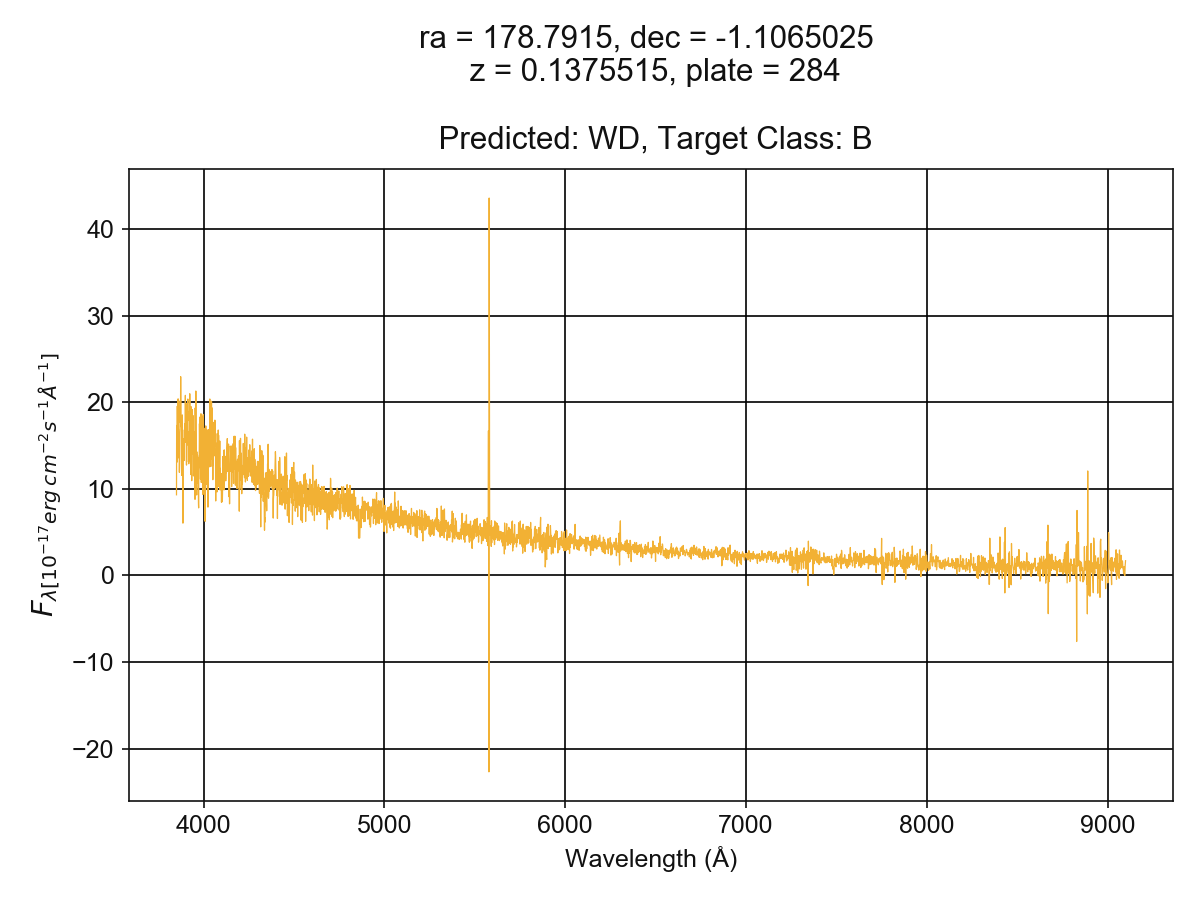 ra = 178.7915, dec = -1.1065025
z = 0.1375515, plate = 284
Predicted: WD, Target Class: B
40
30
20
10
0
−10
−20
F_{λ[10^{−17} erg cm^{−2} s^{−1} Å^{−1}]}
4000 5000 6000 7000 8000 9000
Wavelength (Å)